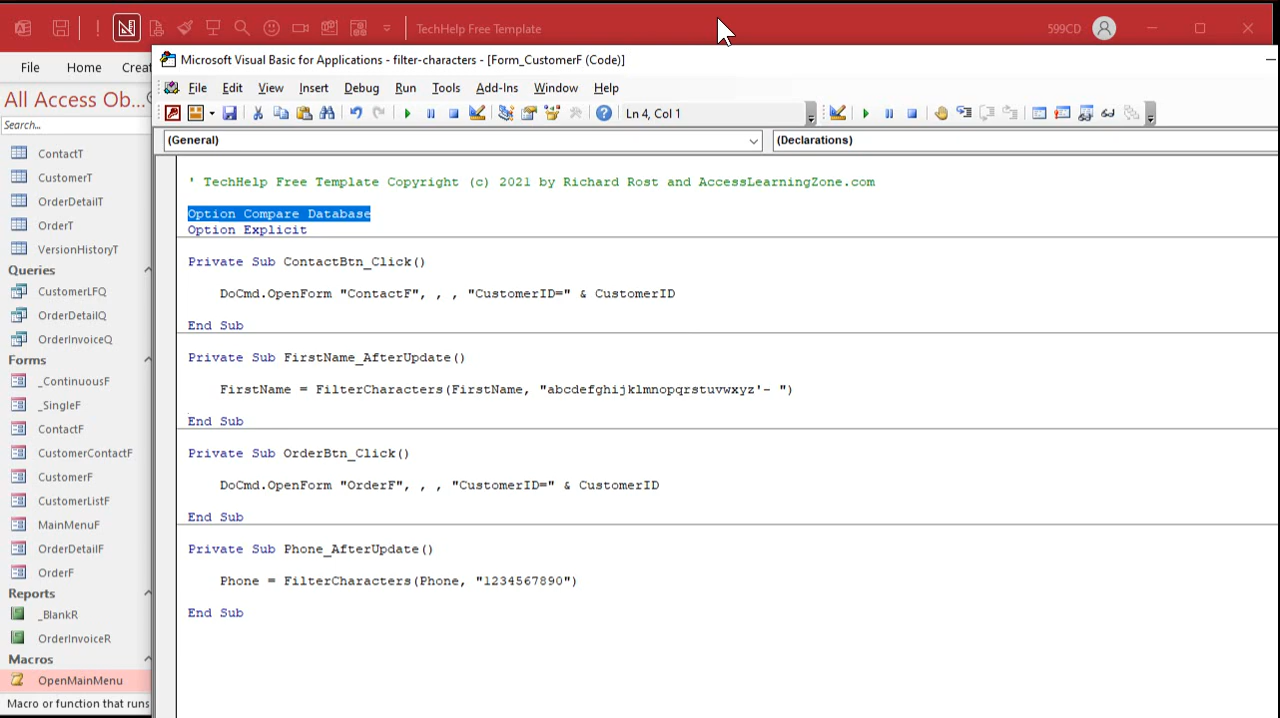 TechHelp Free Template
599CD
Microsoft Visual Basic for Applications - filter-characters - [Form_CustomerF (Code)]
File Home Crea
File Edit View Insert Debug Run Tools Add-Ins Window Help
All Access Ob...
Ln 4, Col 1
Search...
(General)
(Declarations)
ContactT
CustomerT
OrderDetailT
OrderT
VersionHistoryT
Queries
CustomerLFQ
OrderDetailQ
OrderInvoiceQ
Forms
_ContinuousF
_SingleF
ContactF
CustomerContactF
CustomerF
CustomerListF
MainMenuF
OrderDetailF
OrderF
Reports
_BlankR
OrderInvoiceR
Macros
OpenMainMenu
Macro or function that runs
' TechHelp Free Template Copyright (c) 2021 by Richard Rost and AccessLearningZone.com
Option Compare Database
Option Explicit
Private Sub ContactBtn_Click()
DoCmd.OpenForm "ContactF", , , "CustomerID=" & CustomerID
End Sub
Private Sub FirstName_AfterUpdate()
FirstName = FilterCharacters(FirstName, "abcdefghijklmnopqrstuvwxyz'- ")
End Sub
Private Sub OrderBtn_Click()
DoCmd.OpenForm "OrderF", , , "CustomerID=" & CustomerID
End Sub
Private Sub Phone_AfterUpdate()
Phone = FilterCharacters(Phone, "1234567890")
End Sub